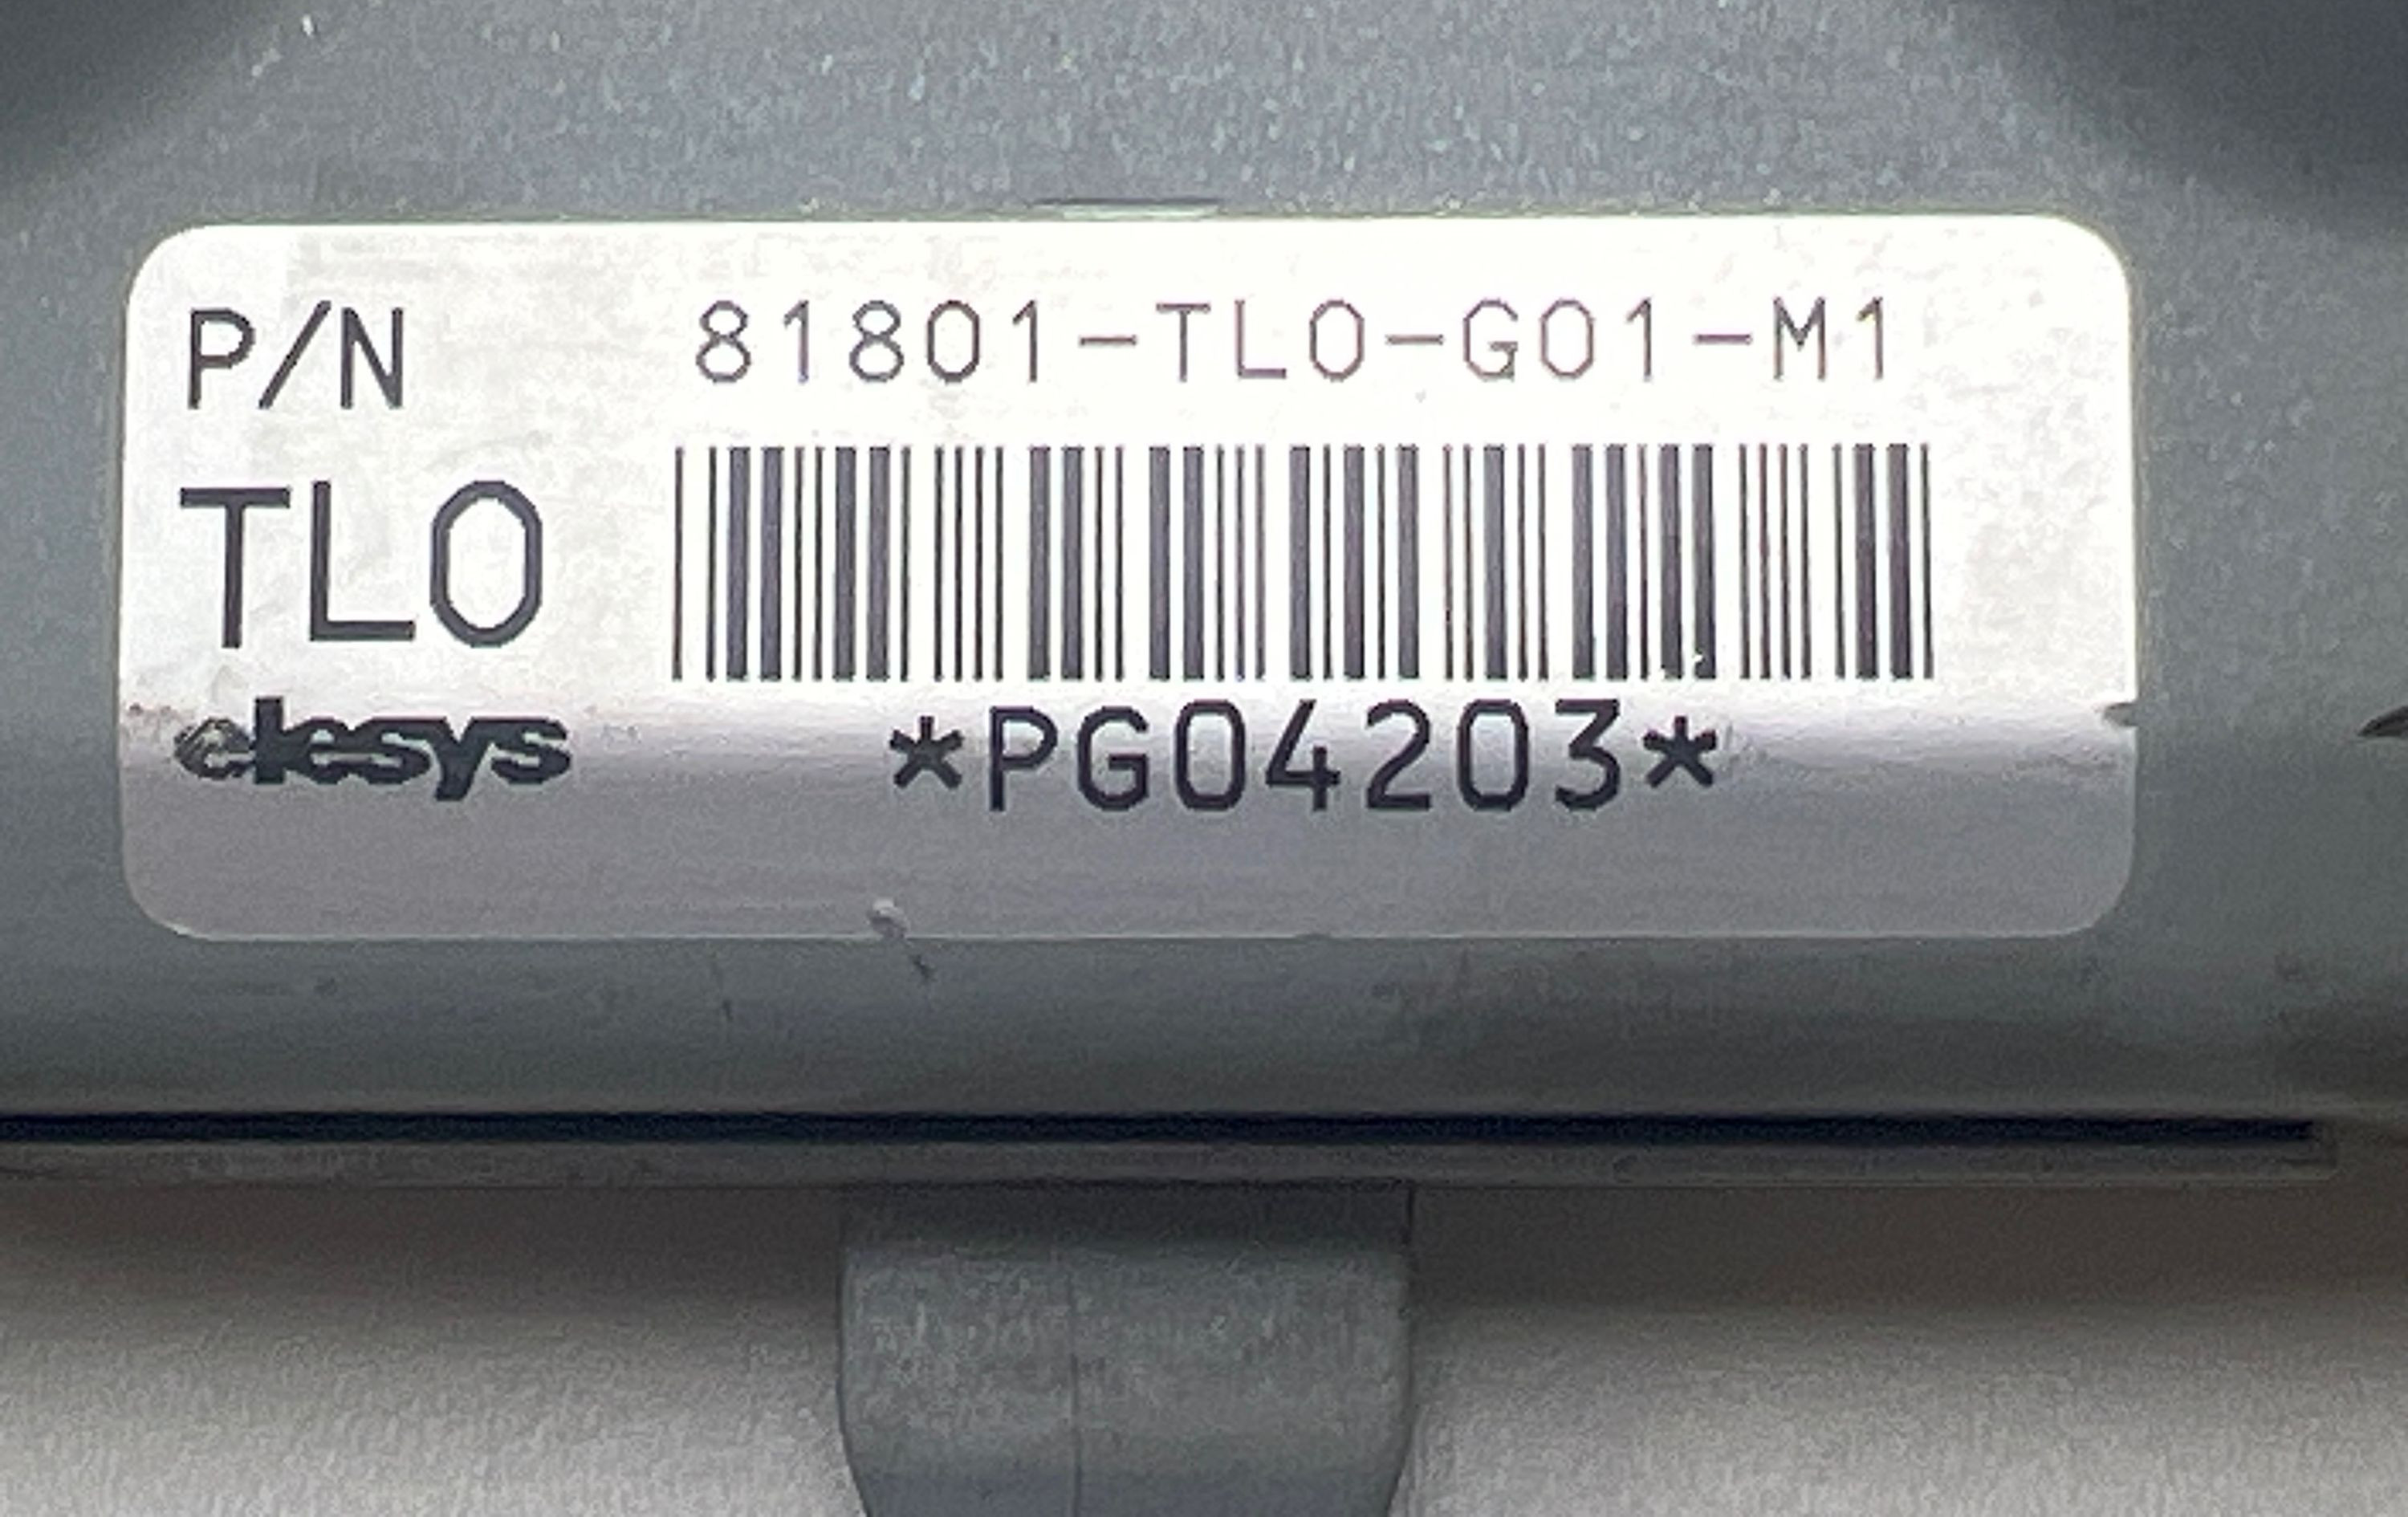 P/N 81801-TL0-G01-M1
TL0
elesys *PG04203*